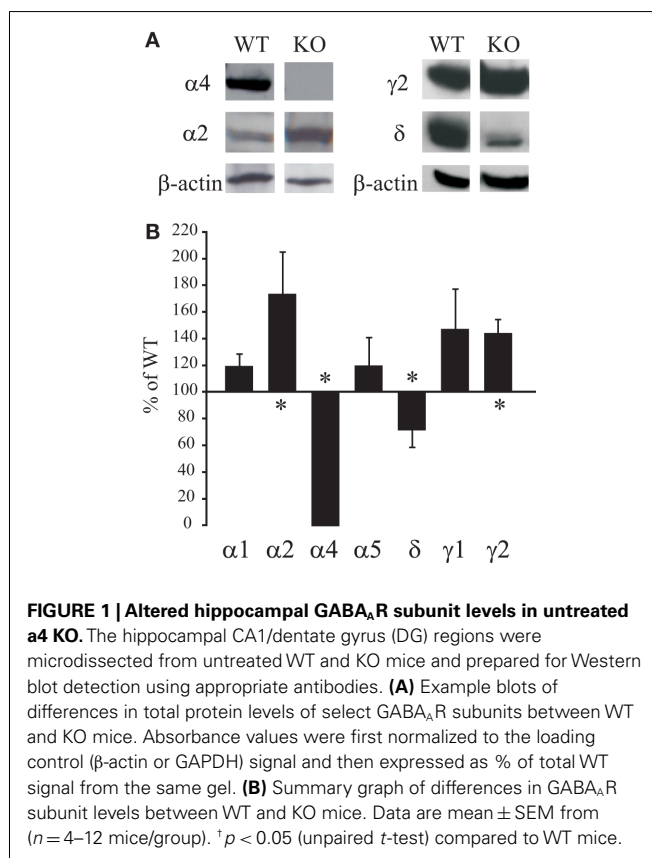 A
WT KO
WT KO
α4
γ2
α2
δ
β-actin
β-actin
B
220
200
180
160
140
120
100
80
60
40
20
0
% of WT
* * * *
α1 α2 α4 α5 δ γ1 γ2
FIGURE 1 | Altered hippocampal GABAAR subunit levels in untreated
a4 KO. The hippocampal CA1/dentate gyrus (DG) regions were
microdissected from untreated WT and KO mice and prepared for Western
blot detection using appropriate antibodies. (A) Example blots of
differences in total protein levels of select GABAAR subunits between WT
and KO mice. Absorbance values were first normalized to the loading
control (β-actin or GAPDH) signal and then expressed as % of total WT
signal from the same gel. (B) Summary graph of differences in GABAAR
subunit levels between WT and KO mice. Data are mean ± SEM from
(n = 4–12 mice/group). †p < 0.05 (unpaired t-test) compared to WT mice.